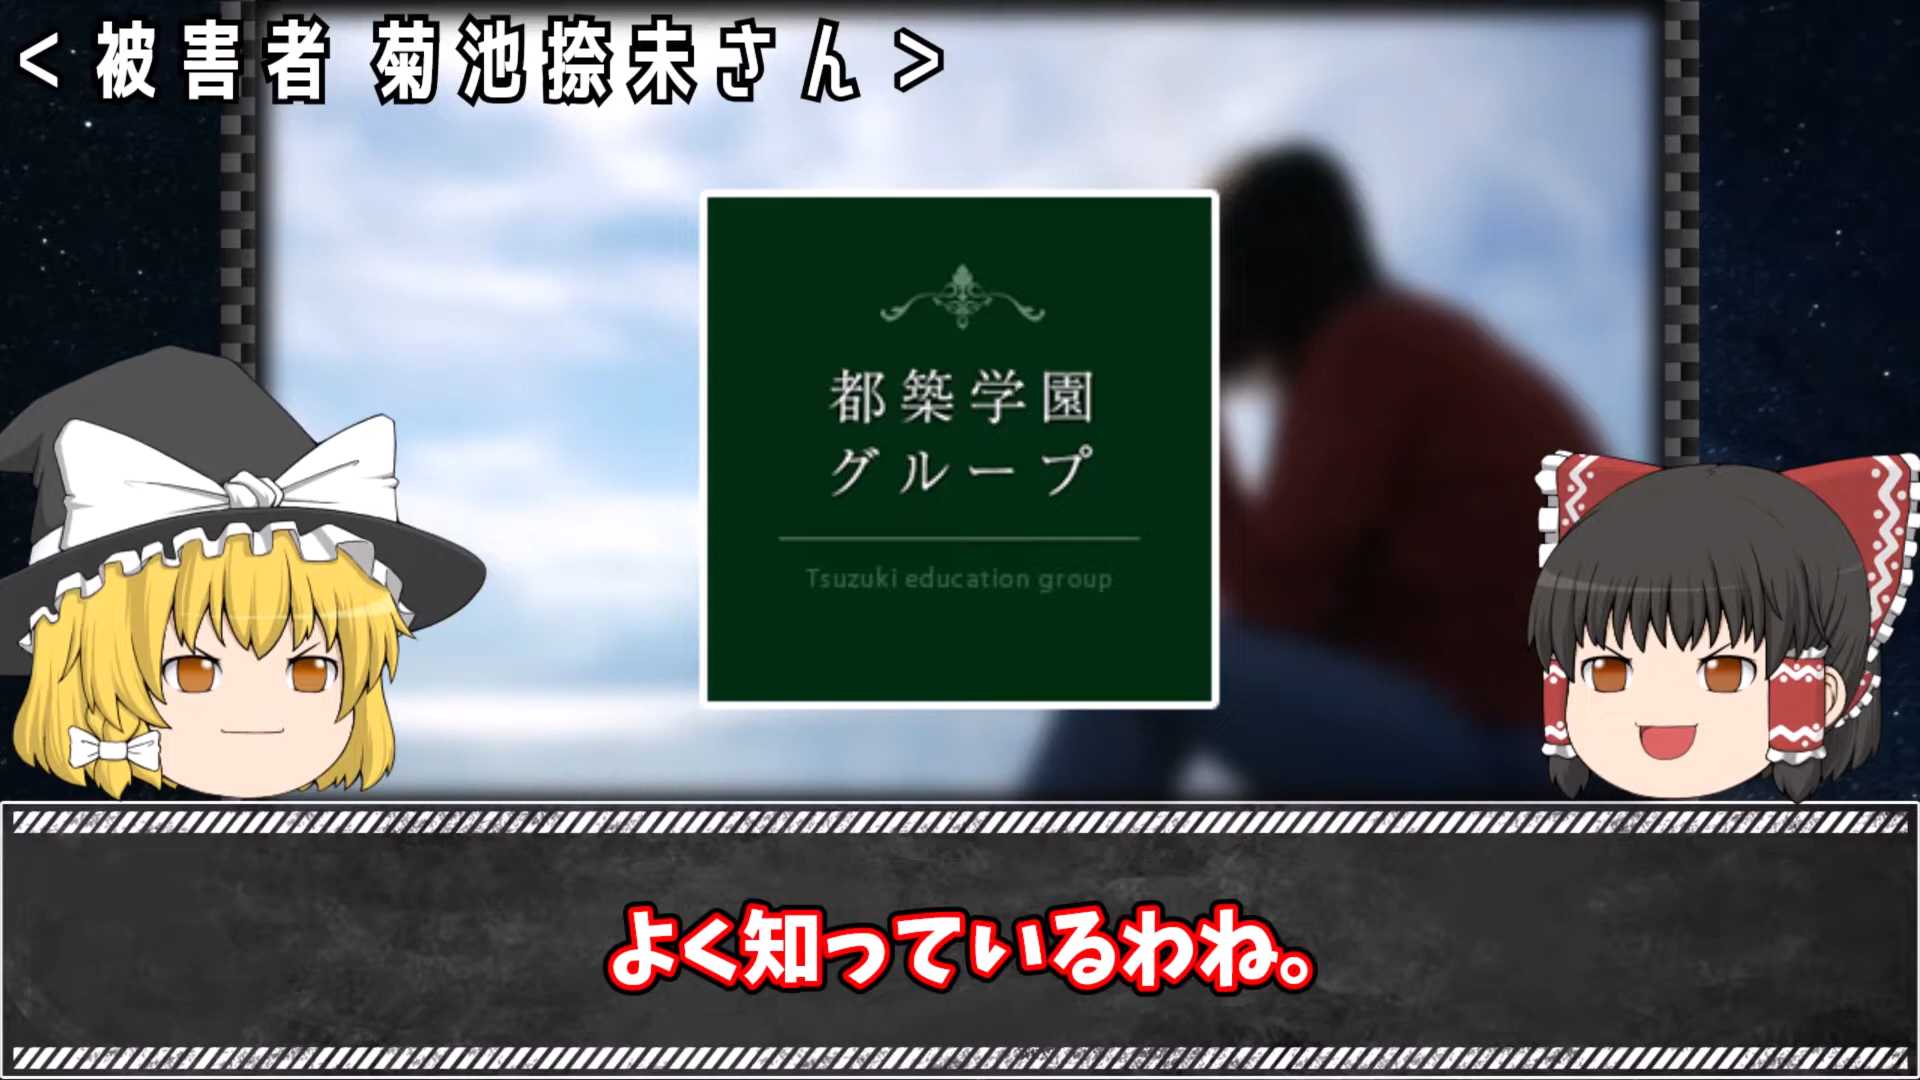 <被害者 菊池捺未さん>
都築学園
グループ
Tsuzuki education group
よく知っているわね。